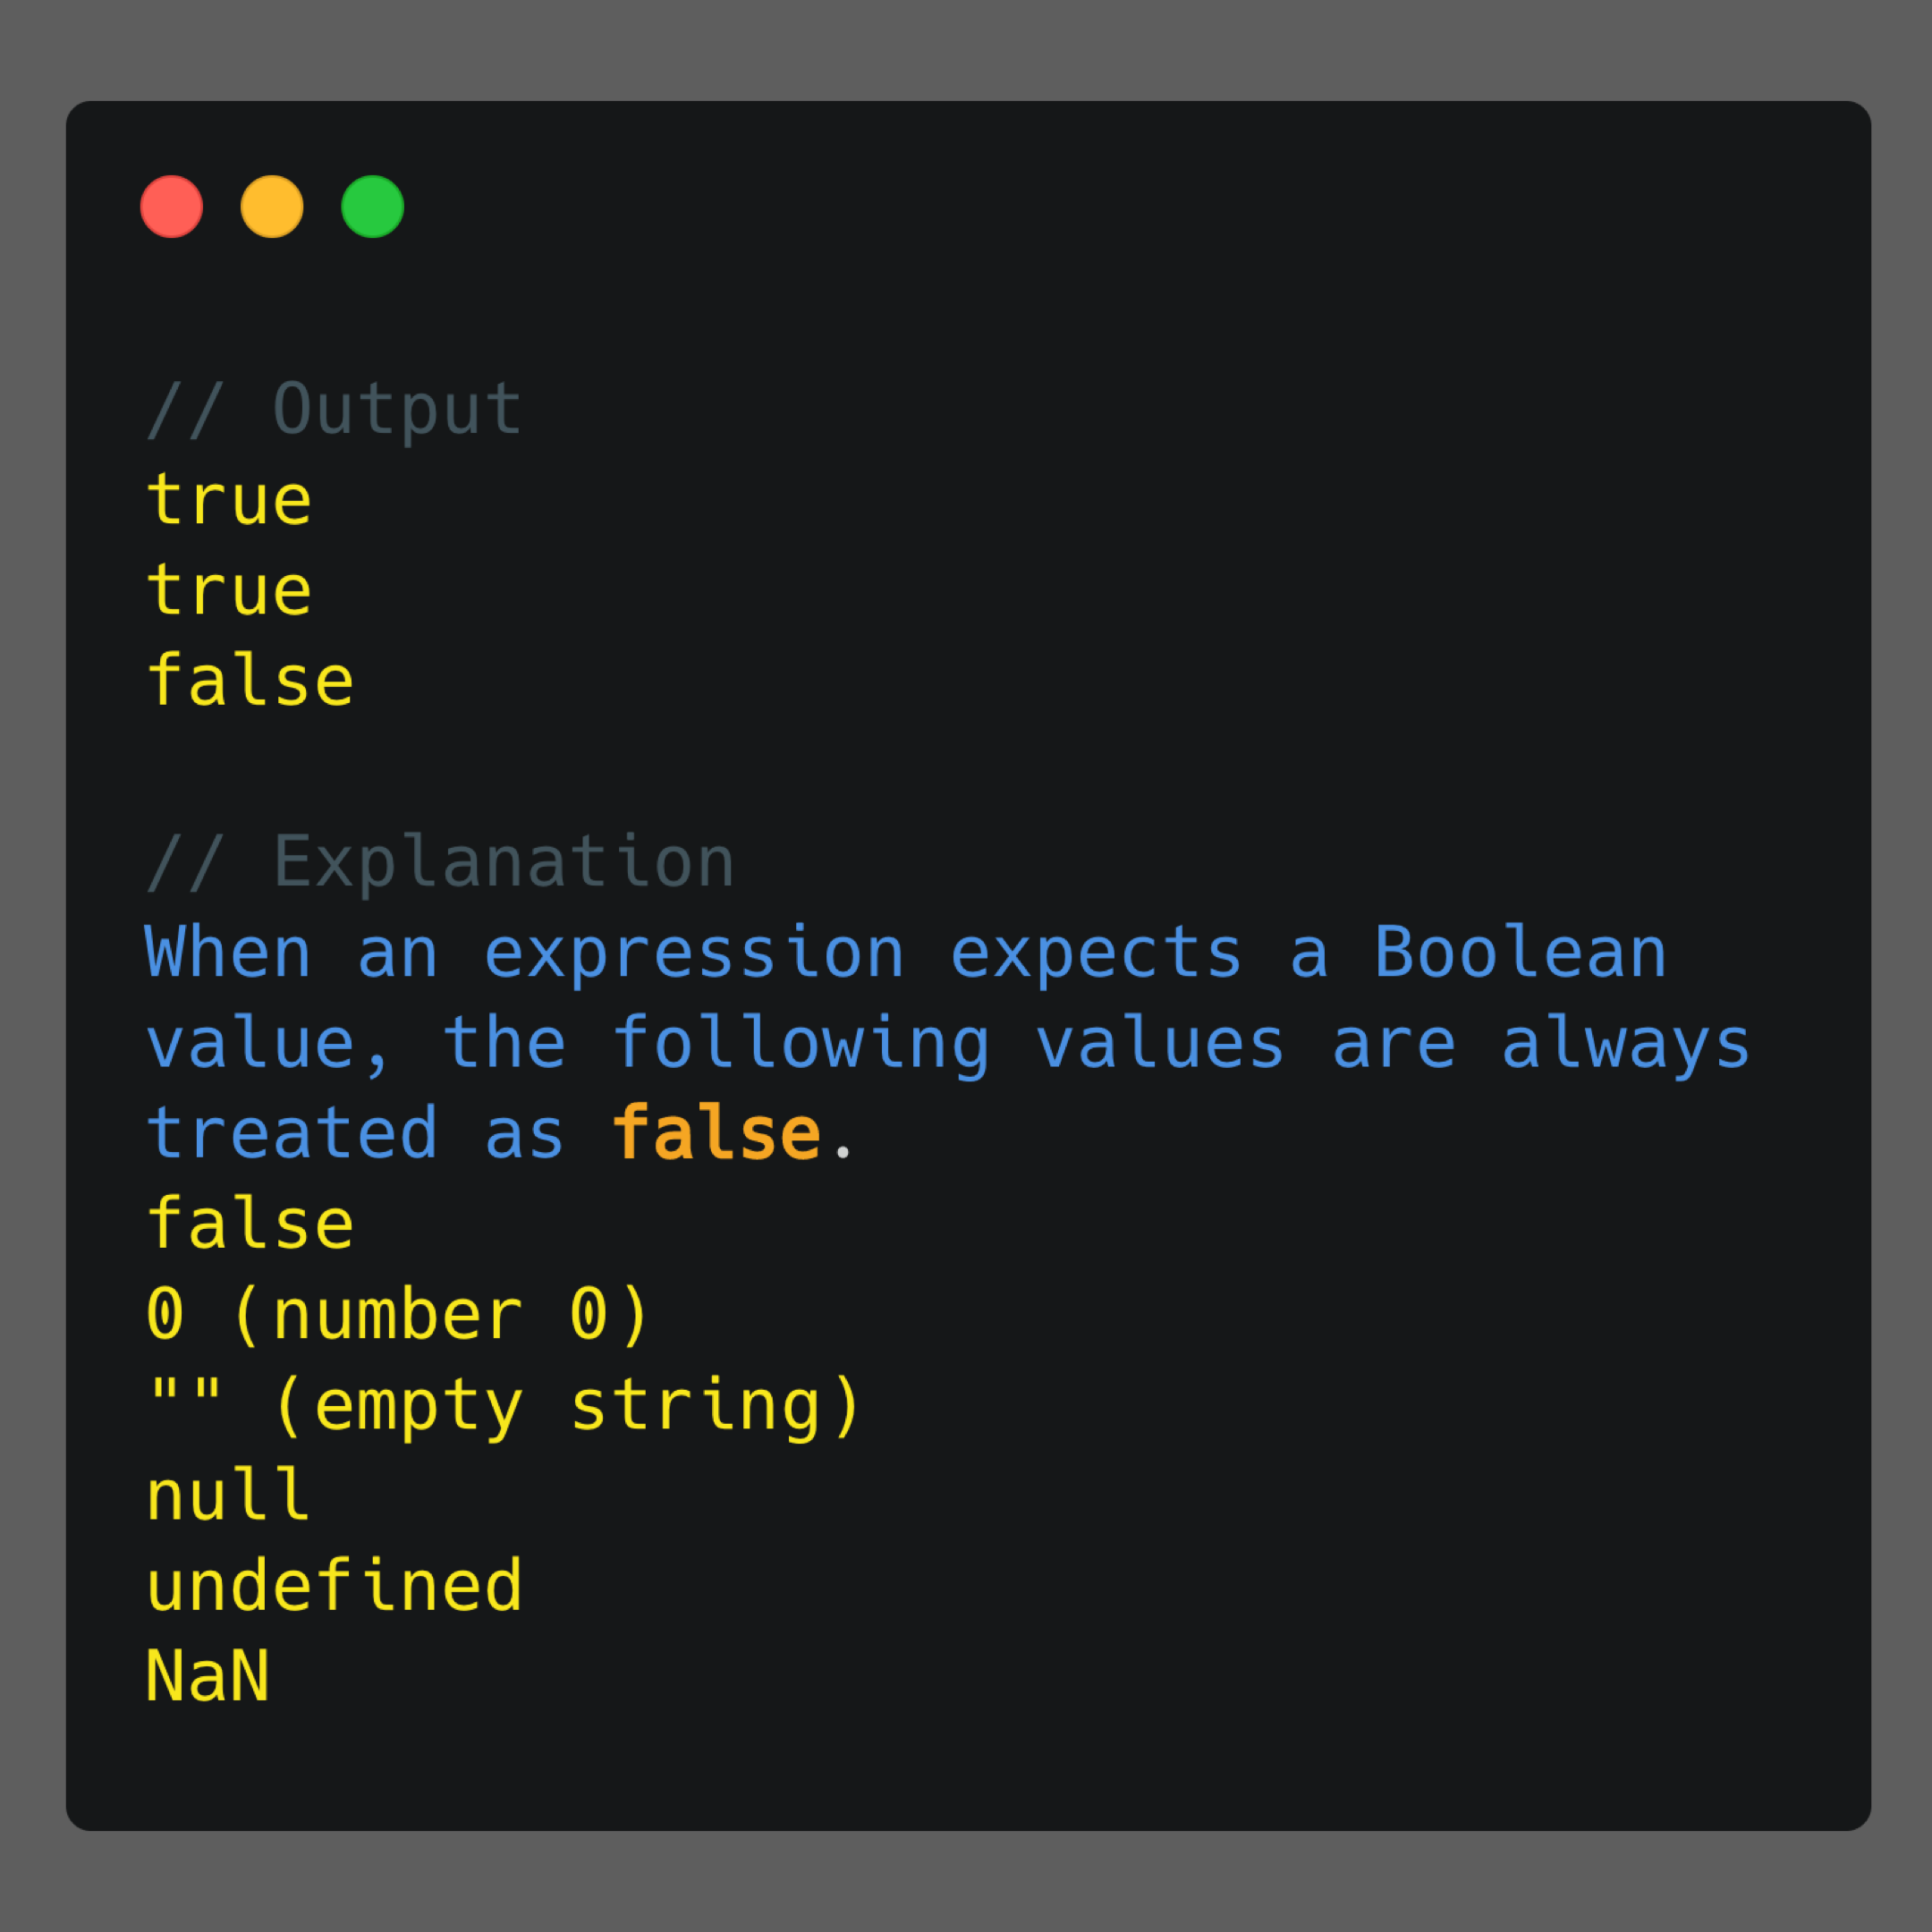 // Output
true
true
false
// Explanation
When an expression expects a Boolean
value, the following values are always
treated as false.
false
0 (number 0)
"" (empty string)
null
undefined
NaN